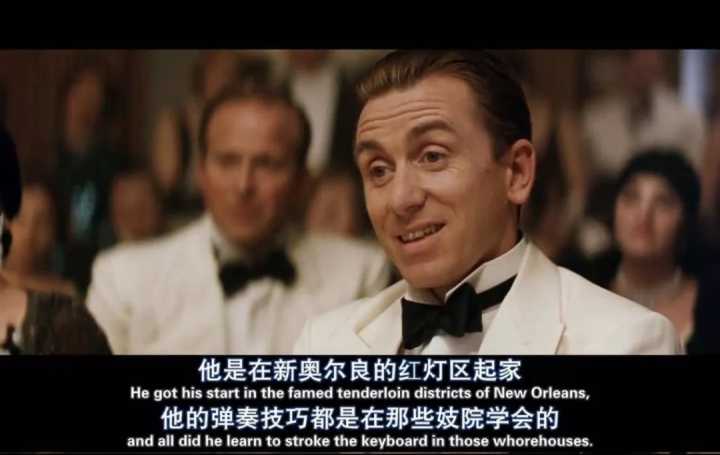 他是在新奥尔良的红灯区起家
He got his start in the famed tenderloin districts of New Orleans,
他的弹奏技巧都是在那些妓院学会的
and all did he learn to stroke the keyboard in those whorehouses.